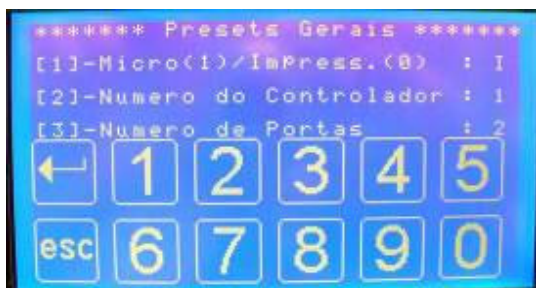 ******* Presets Gerais *******
[1]-Micro(1)/Impress.(0) : I
[2]-Numero do Controlador : 1
[3]-Numero de Portas : 2
1 2 3 4 5
esc 6 7 8 9 0